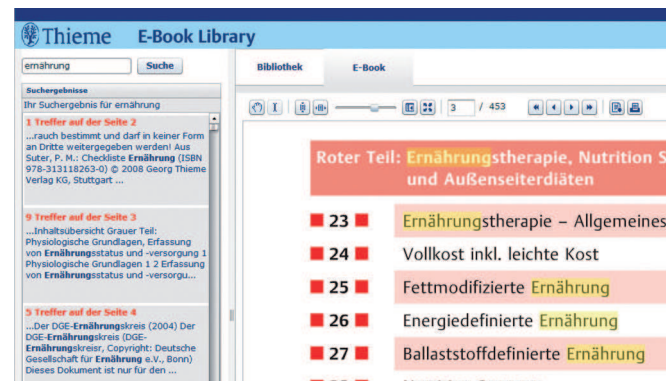 Thieme E-Book Library
ernährung Suche
Suchergebnisse
Ihr Suchergebnis für ernährung
1 Treffer auf der Seite 2
...rauch bestimmt und darf in keiner Form
an Dritte weitergegeben werden! Aus
Suter, P. M.: Checkliste Ernährung (ISBN
978-313118263-0) © 2008 Georg Thieme
Verlag KG, Stuttgart ...
9 Treffer auf der Seite 3
...Inhaltsübersicht Grauer Teil:
Physiologische Grundlagen, Erfassung
von Ernährungsstatus und -versorgung 1
Physiologische Grundlagen 1 2 Erfassung
von Ernährungsstatus und -versorgu...
5 Treffer auf der Seite 4
...Der DGE-Ernährungskreis (2004) Der
DGE-Ernährungskreis (DGE-
Ernährungskreisr, Copyright: Deutsche
Gesellschaft für Ernährung e.V., Bonn)
Dieses Dokument ist nur für den ...
Bibliothek E-Book
3 / 453
Roter Teil: Ernährungstherapie, Nutrition S
und Außenseiterdiäten
23 Ernährungstherapie – Allgemeines
24 Vollkost inkl. leichte Kost
25 Fettmodifizierte Ernährung
26 Energiedefinierte Ernährung
27 Ballaststoffdefinierte Ernährung